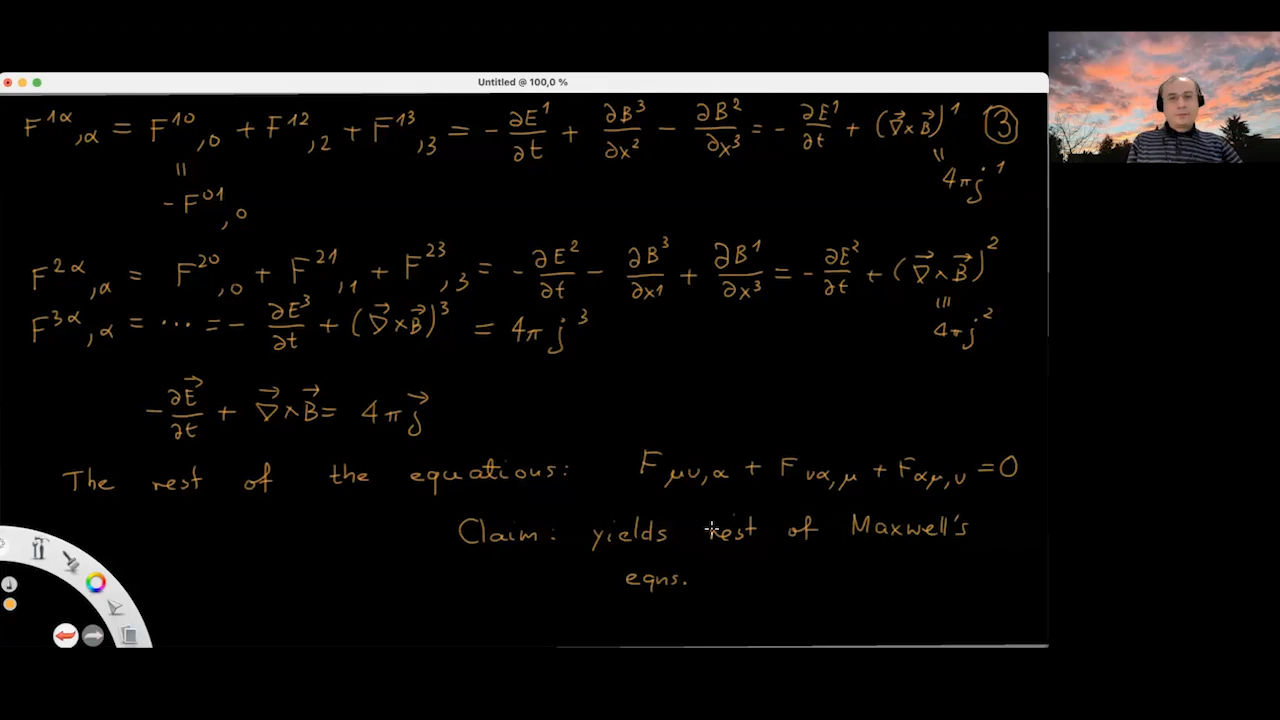 Untitled @ 100,0 %
F^{1α}_{,α} = F^{10}_{,0} + F^{12}_{,2} + F^{13}_{,3} = - ∂E^1/∂t + ∂B^3/∂x^2 - ∂B^2/∂x^3 = - ∂E^1/∂t + (∇⃗×B⃗)^1 ③
= 4πj^1
= -F^{01}_{,0}
F^{2α}_{,α} = F^{20}_{,0} + F^{21}_{,1} + F^{23}_{,3} = - ∂E^2/∂t - ∂B^3/∂x^1 + ∂B^1/∂x^3 = - ∂E^2/∂t + (∇⃗×B⃗)^2
= 4πj^2
F^{3α}_{,α} = ... = - ∂E^3/∂t + (∇⃗×B⃗)^3 = 4πj^3
- ∂E⃗/∂t + ∇⃗×B⃗ = 4πj⃗
The rest of the equations: F_{μν,α} + F_{να,μ} + F_{αμ,ν} = 0
Claim: yields rest of Maxwell's
eqns.